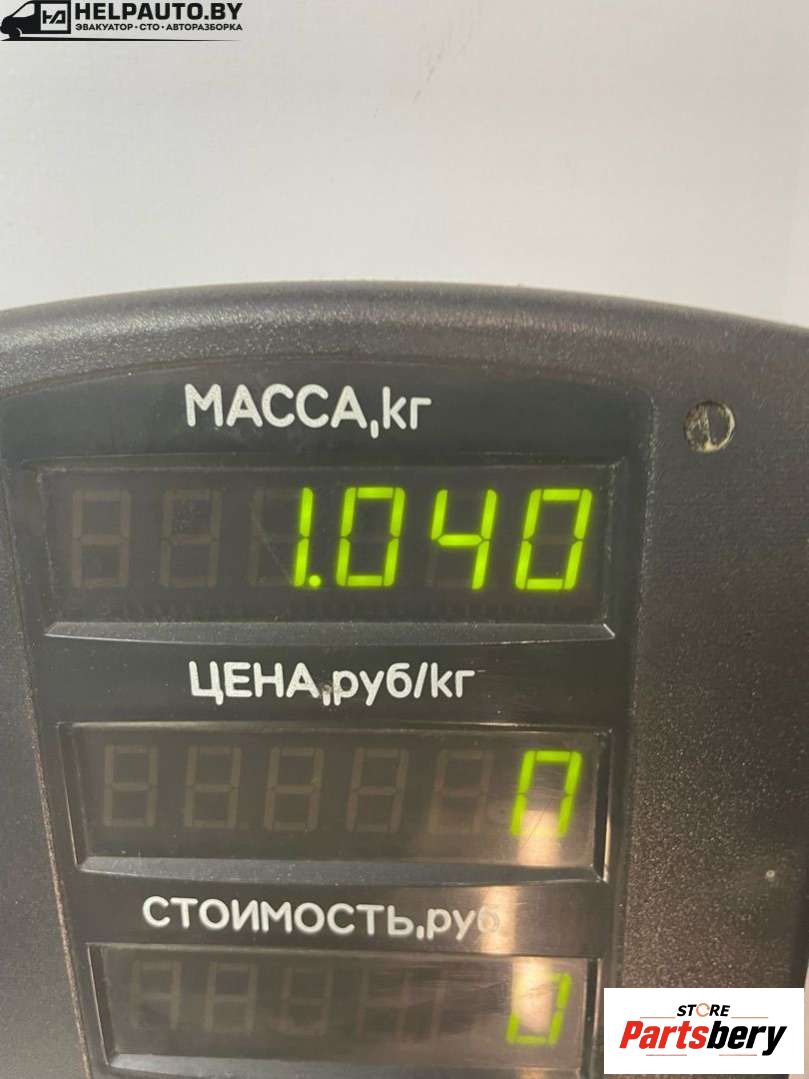 HELPAUTO.BY
ЭВАКУАТОР • СТО • АВТОРАЗБОРКА
МАССА,кг
1.040
ЦЕНА,руб/кг
0
СТОИМОСТЬ,руб
0
STORE
Partsbery